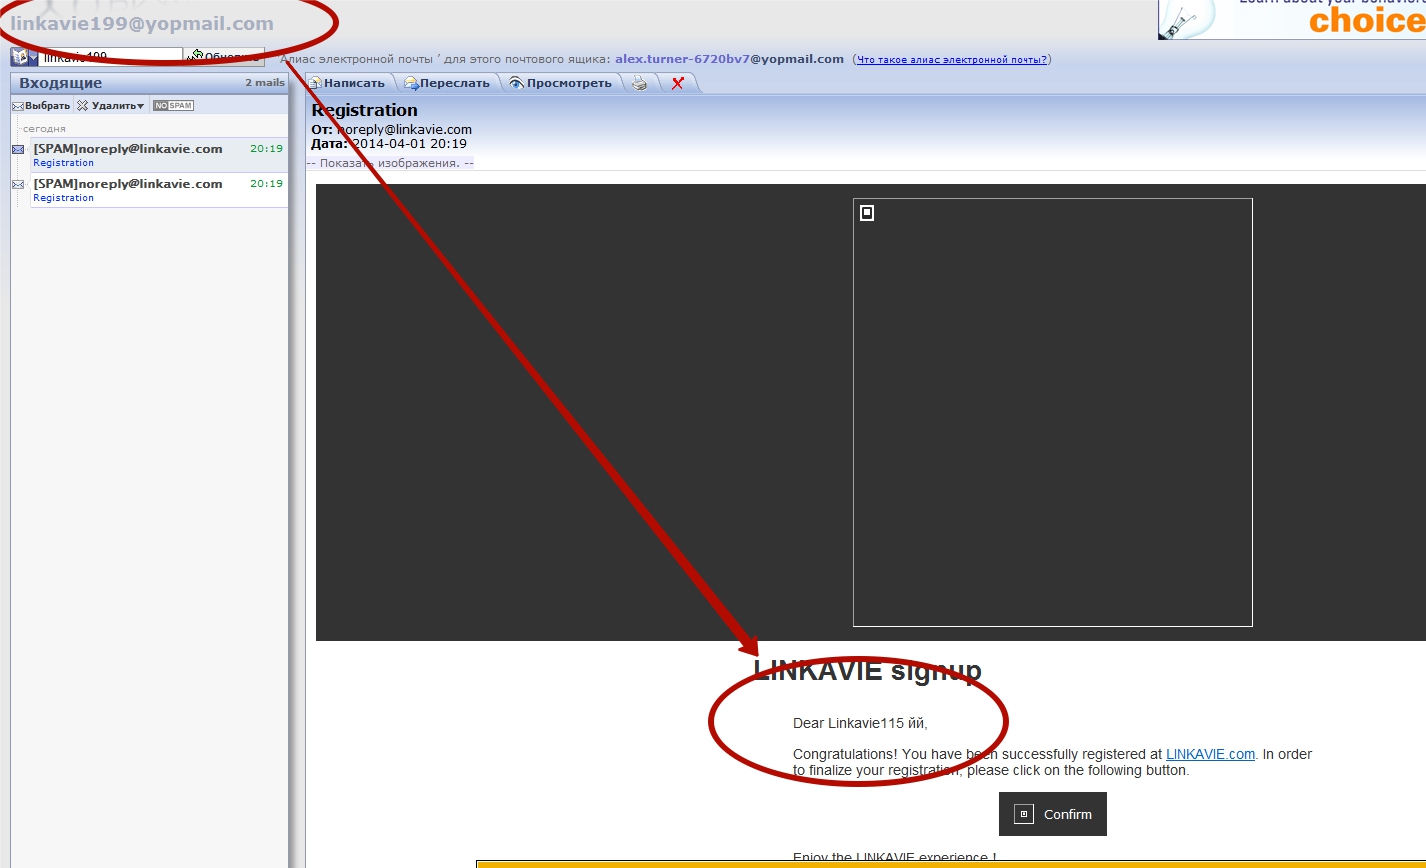 Learn about your behaviora
choice
linkavie199@yopmail.com
linkavie199
Алиас электронной почты ' для этого почтового ящика: alex.turner-6720bv7@yopmail.com (Что такое алиас электронной почты?)
Входящие 2 mails
Написать Переслать Просмотреть
Выбрать Удалить NO SPAM
Registration
От: noreply@linkavie.com
Дата: 2014-04-01 20:19
-- Показать изображения. --
сегодня
[SPAM]noreply@linkavie.com 20:19
Registration
[SPAM]noreply@linkavie.com 20:19
Registration
LINKAVIE signup
Dear Linkavie115 йй,
Congratulations! You have been successfully registered at LINKAVIE.com. In order
to finalize your registration, please click on the following button.
Confirm
Enjoy the LINKAVIE experience !